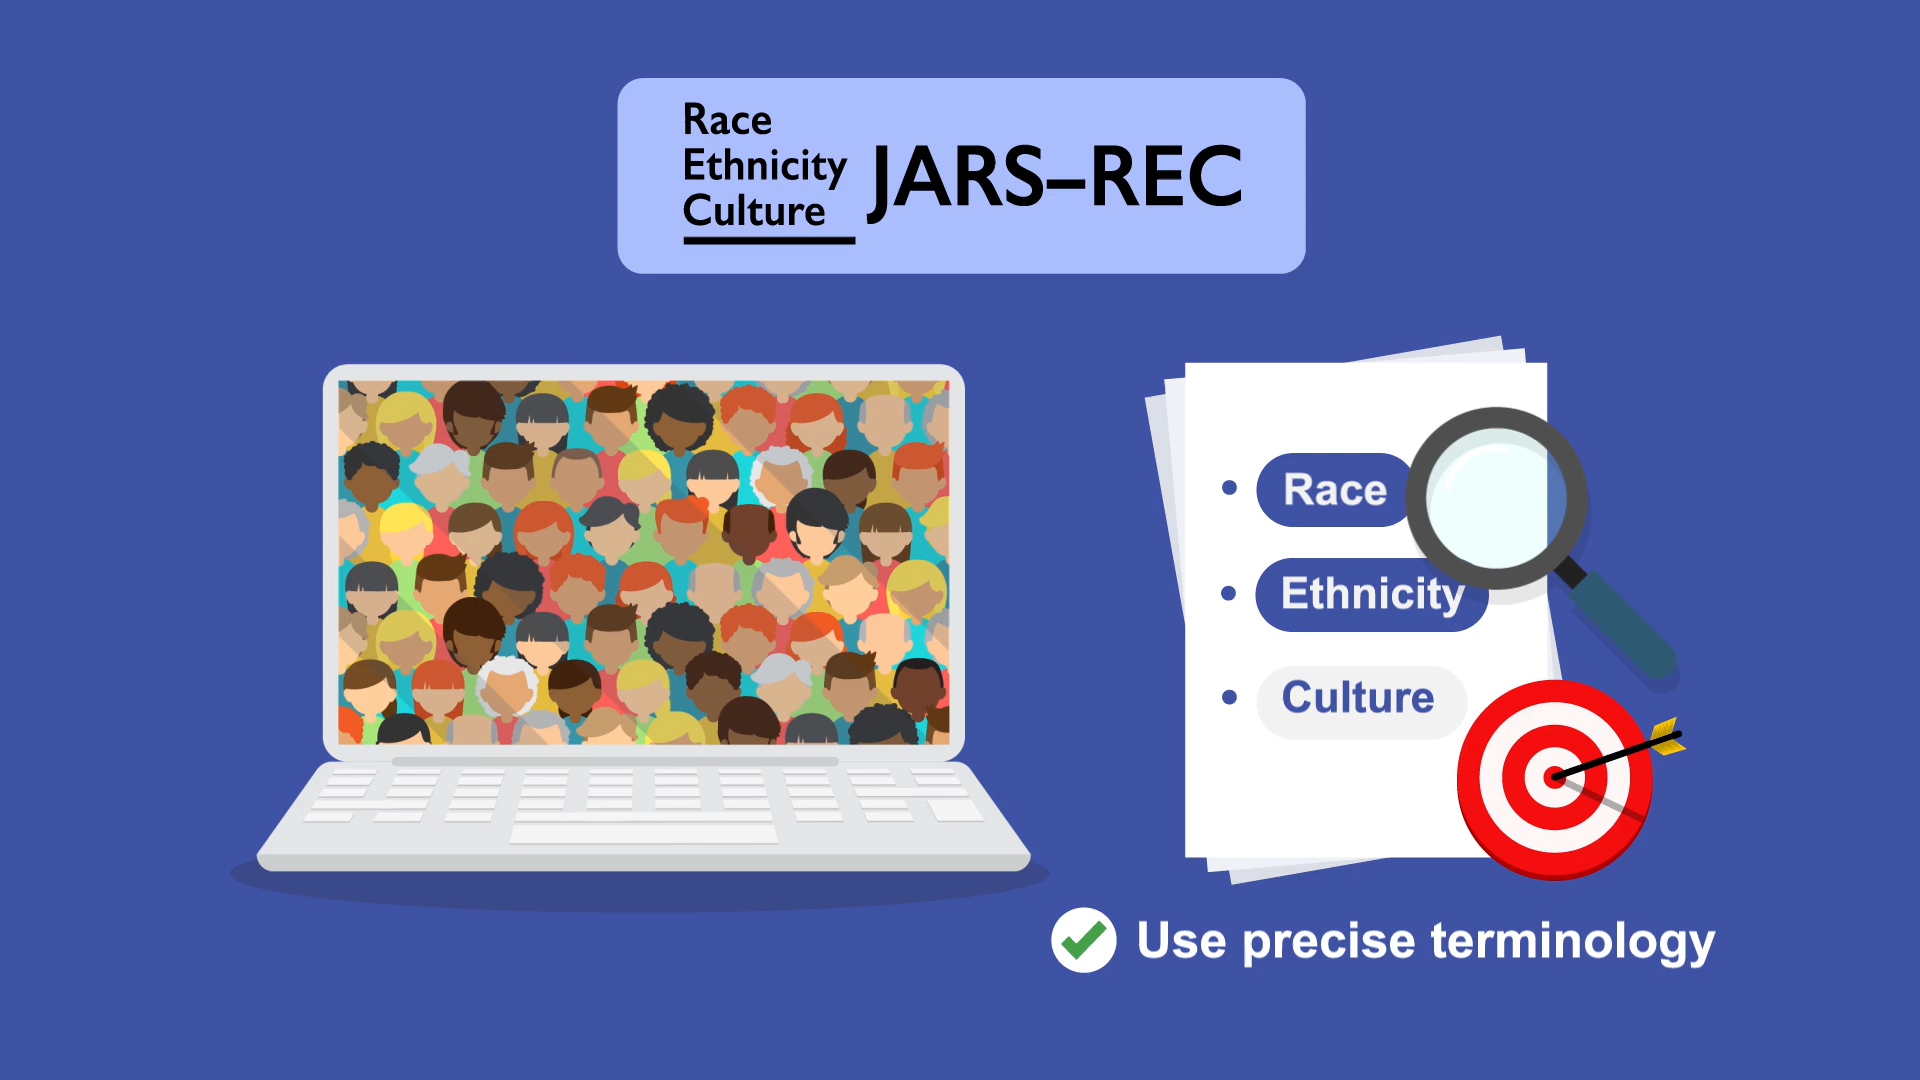 Race
Ethnicity
Culture
JARS–REC
• Race
• Ethnicity
• Culture
Use precise terminology